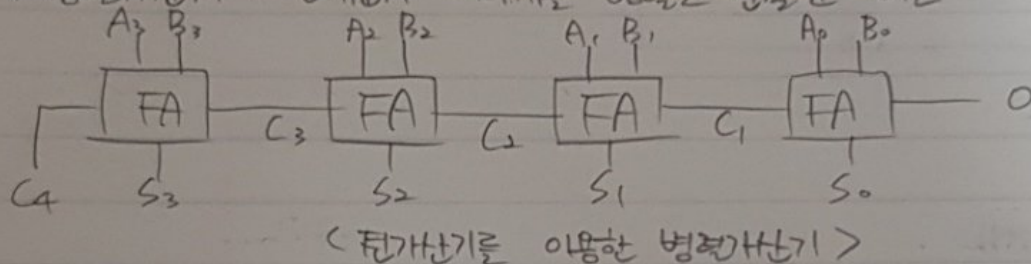 A₃ B₃ A₂ B₂ A₁ B₁ A₀ B₀
FA FA FA FA 0
C₃ C₂ C₁
C₄ S₃ S₂ S₁ S₀
<전가산기를 이용한 병렬가산기>